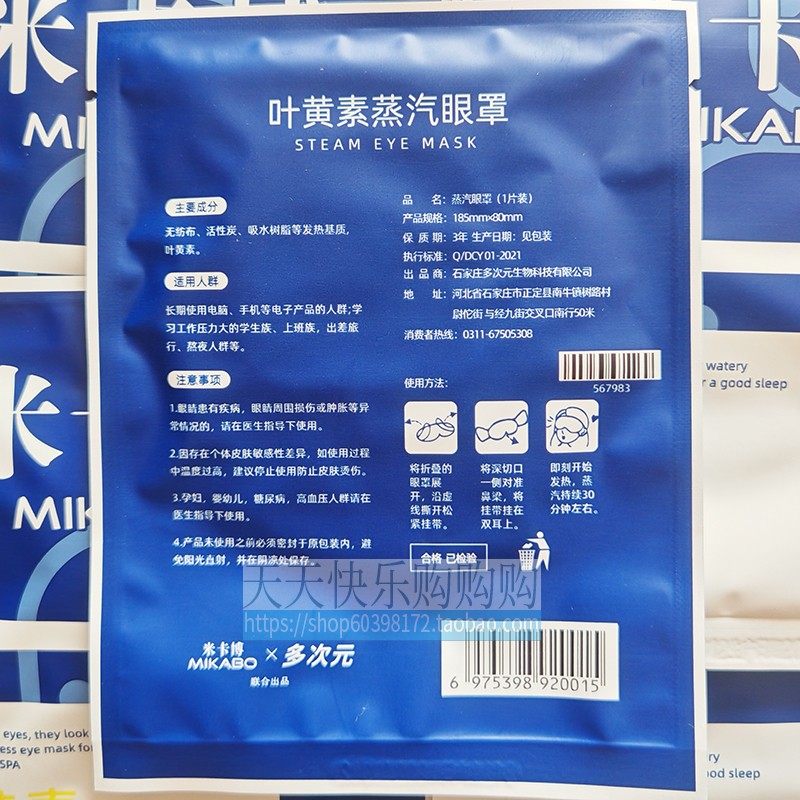 叶黄素蒸汽眼罩
STEAM EYE MASK
主要成分
无纺布、活性炭、吸水树脂等发热基质,
叶黄素。
适用人群
长期使用电脑、手机等电子产品的人群;学
习工作压力大的学生族、上班族,出差旅
行、熬夜人群等。
注意事项
1.眼睛患有疾病,眼睛周围损伤或肿胀等异
常情况的,请在医生指导下使用。
2.因存在个体皮肤敏感性差异,如使用过程
中温度过高,建议停止使用防止皮肤烫伤。
3.孕妇,婴幼儿,糖尿病,高血压人群请在
医生指导下使用。
4.产品未使用之前必须密封于原包装内,避
免阳光直射,并在阴凉处保存。
品 名:蒸汽眼罩(1片装)
产品规格:185mm×80mm
保 质 期:3年 生产日期:见包装
执行标准:Q/DCY 01-2021
出 品 商:石家庄多次元生物科技有限公司
地 址:河北省石家庄市正定县南牛镇树路村
尉佗街 与经九街交叉口南行50米
消费者热线:0311-67505308
567983
使用方法:
将折叠的
眼罩展
开,沿虚
线撕开松
紧挂带。
将深切口
一侧对准
鼻梁,将
挂带挂在
双耳上。
即刻开始
发热,蒸
汽持续30
分钟左右。
合格 已检验
天天快乐购购购
https://shop60398172.taobao.com
米卡博
MIKABO × 多次元
联合出品
6 975398 920015
米
MI
米卡
IKA
米卡
MIK
watery
r a good sleep
eyes, they look
ess eye mask for
SPA
ry
ood sleep